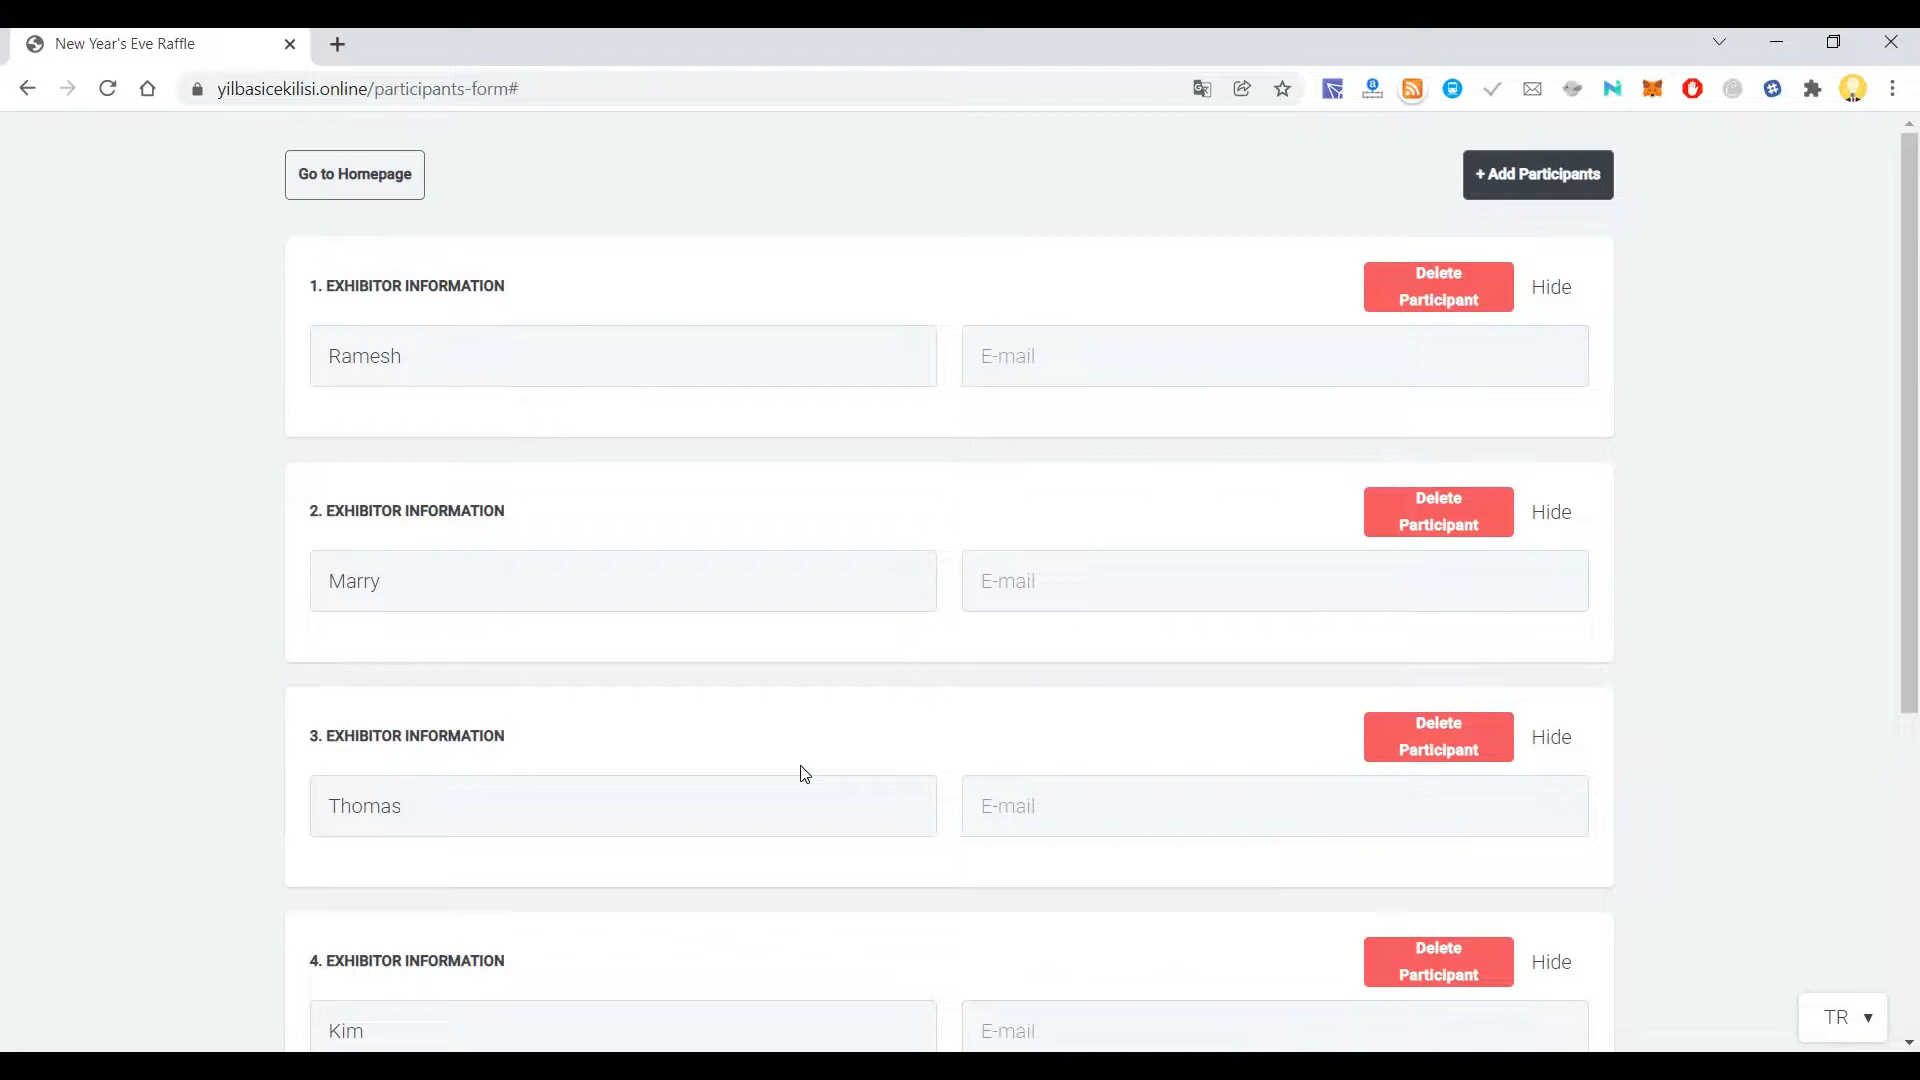 New Year's Eve Raffle
yilbasicekilisi.online/participants-form#
Go to Homepage
+ Add Participants
1. EXHIBITOR INFORMATION
Delete
Participant
Hide
Ramesh
E-mail
2. EXHIBITOR INFORMATION
Delete
Participant
Hide
Marry
E-mail
3. EXHIBITOR INFORMATION
Delete
Participant
Hide
Thomas
E-mail
4. EXHIBITOR INFORMATION
Delete
Participant
Hide
Kim
E-mail
TR